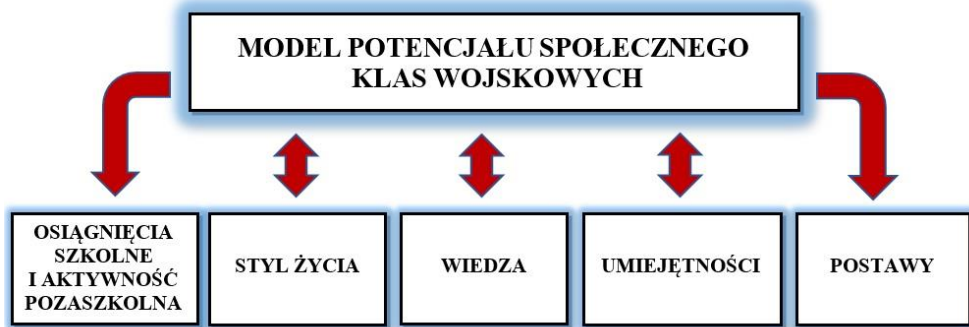 MODEL POTENCJAŁU SPOŁECZNEGO
KLAS WOJSKOWYCH
OSIĄGNIĘCIA
SZKOLNE
I AKTYWNOŚĆ
POZASZKOLNA
STYL ŻYCIA
WIEDZA
UMIEJĘTNOŚCI
POSTAWY